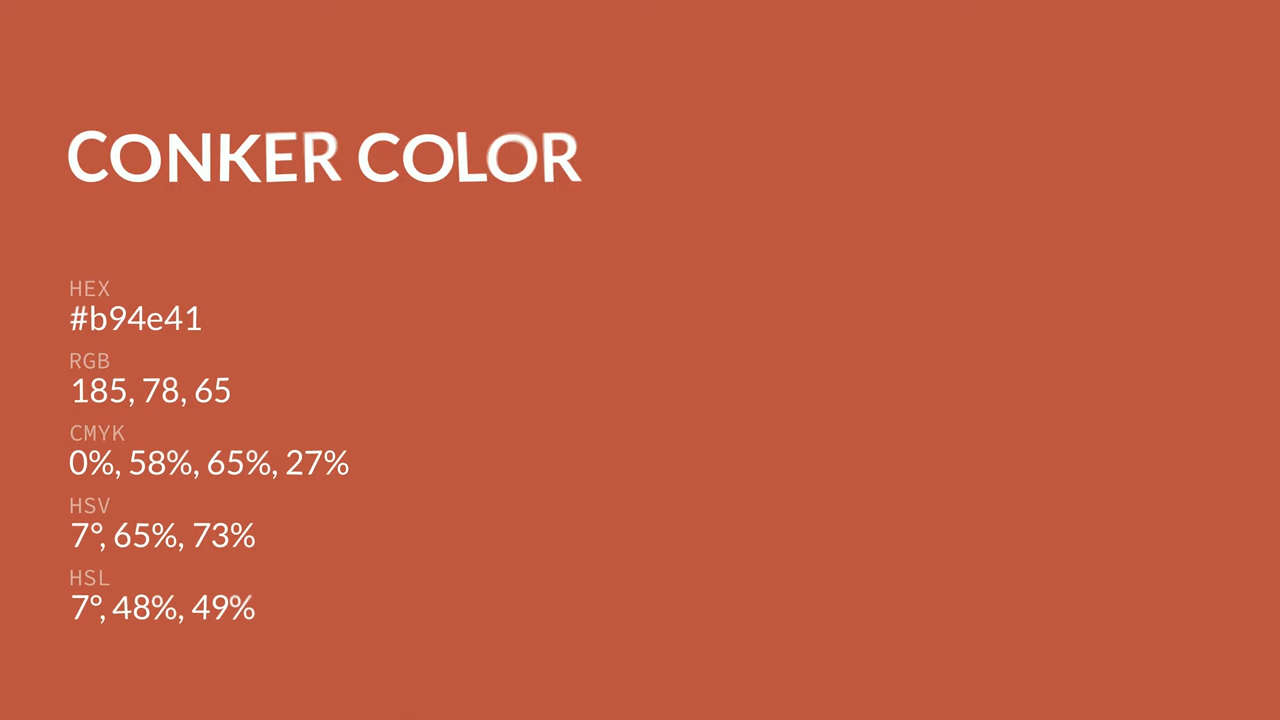 CONKER COLOR
HEX
#b94e41
RGB
185, 78, 65
CMYK
0%, 58%, 65%, 27%
HSV
7°, 65%, 73%
HSL
7°, 48%, 49%